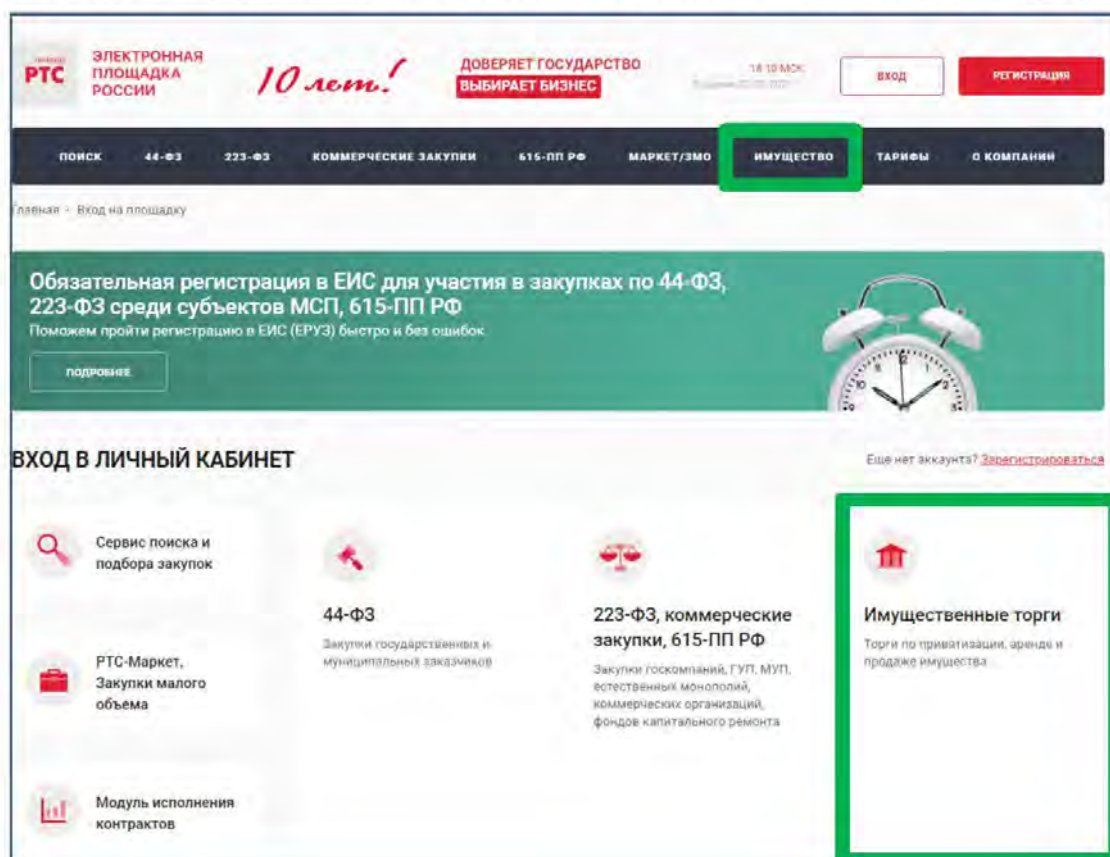 РТС
ЭЛЕКТРОННАЯ
ПЛОЩАДКА
РОССИИ
10 лет!
ДОВЕРЯЕТ ГОСУДАРСТВО
ВЫБИРАЕТ БИЗНЕС
18:10 МСК
ВХОД
РЕГИСТРАЦИЯ
ПОИСК 44-ФЗ 223-ФЗ КОММЕРЧЕСКИЕ ЗАКУПКИ 615-ПП РФ МАРКЕТ/ЗМО ИМУЩЕСТВО ТАРИФЫ О КОМПАНИИ
Главная - Вход на площадку
Обязательная регистрация в ЕИС для участия в закупках по 44-ФЗ,
223-ФЗ среди субъектов МСП, 615-ПП РФ
Поможем пройти регистрацию в ЕИС (ЕРУЗ) быстро и без ошибок
ПОДРОБНЕЕ
ВХОД В ЛИЧНЫЙ КАБИНЕТ
Еще нет аккаунта? Зарегистрироваться
Сервис поиска и
подбора закупок
РТС-Маркет,
Закупки малого
объема
Модуль исполнения
контрактов
44-ФЗ
Закупки государственных и
муниципальных заказчиков
223-ФЗ, коммерческие
закупки, 615-ПП РФ
Закупки госкомпаний, ГУП, МУП,
естественных монополий,
коммерческих организаций,
фондов капитального ремонта
Имущественные торги
Торги по приватизации, аренде и
продаже имущества